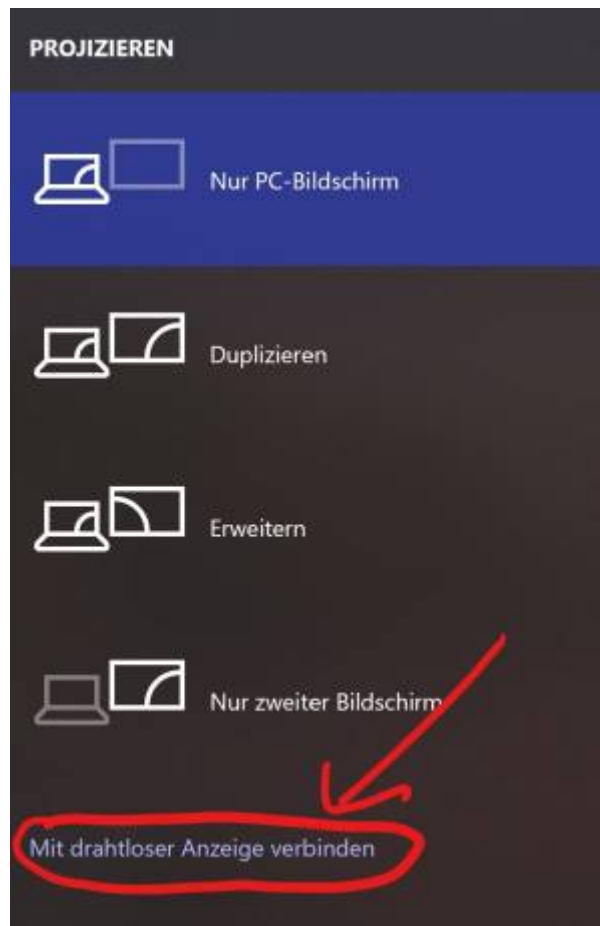 PROJIZIEREN
Nur PC-Bildschirm
Duplizieren
Erweitern
Nur zweiter Bildschirm
Mit drahtloser Anzeige verbinden